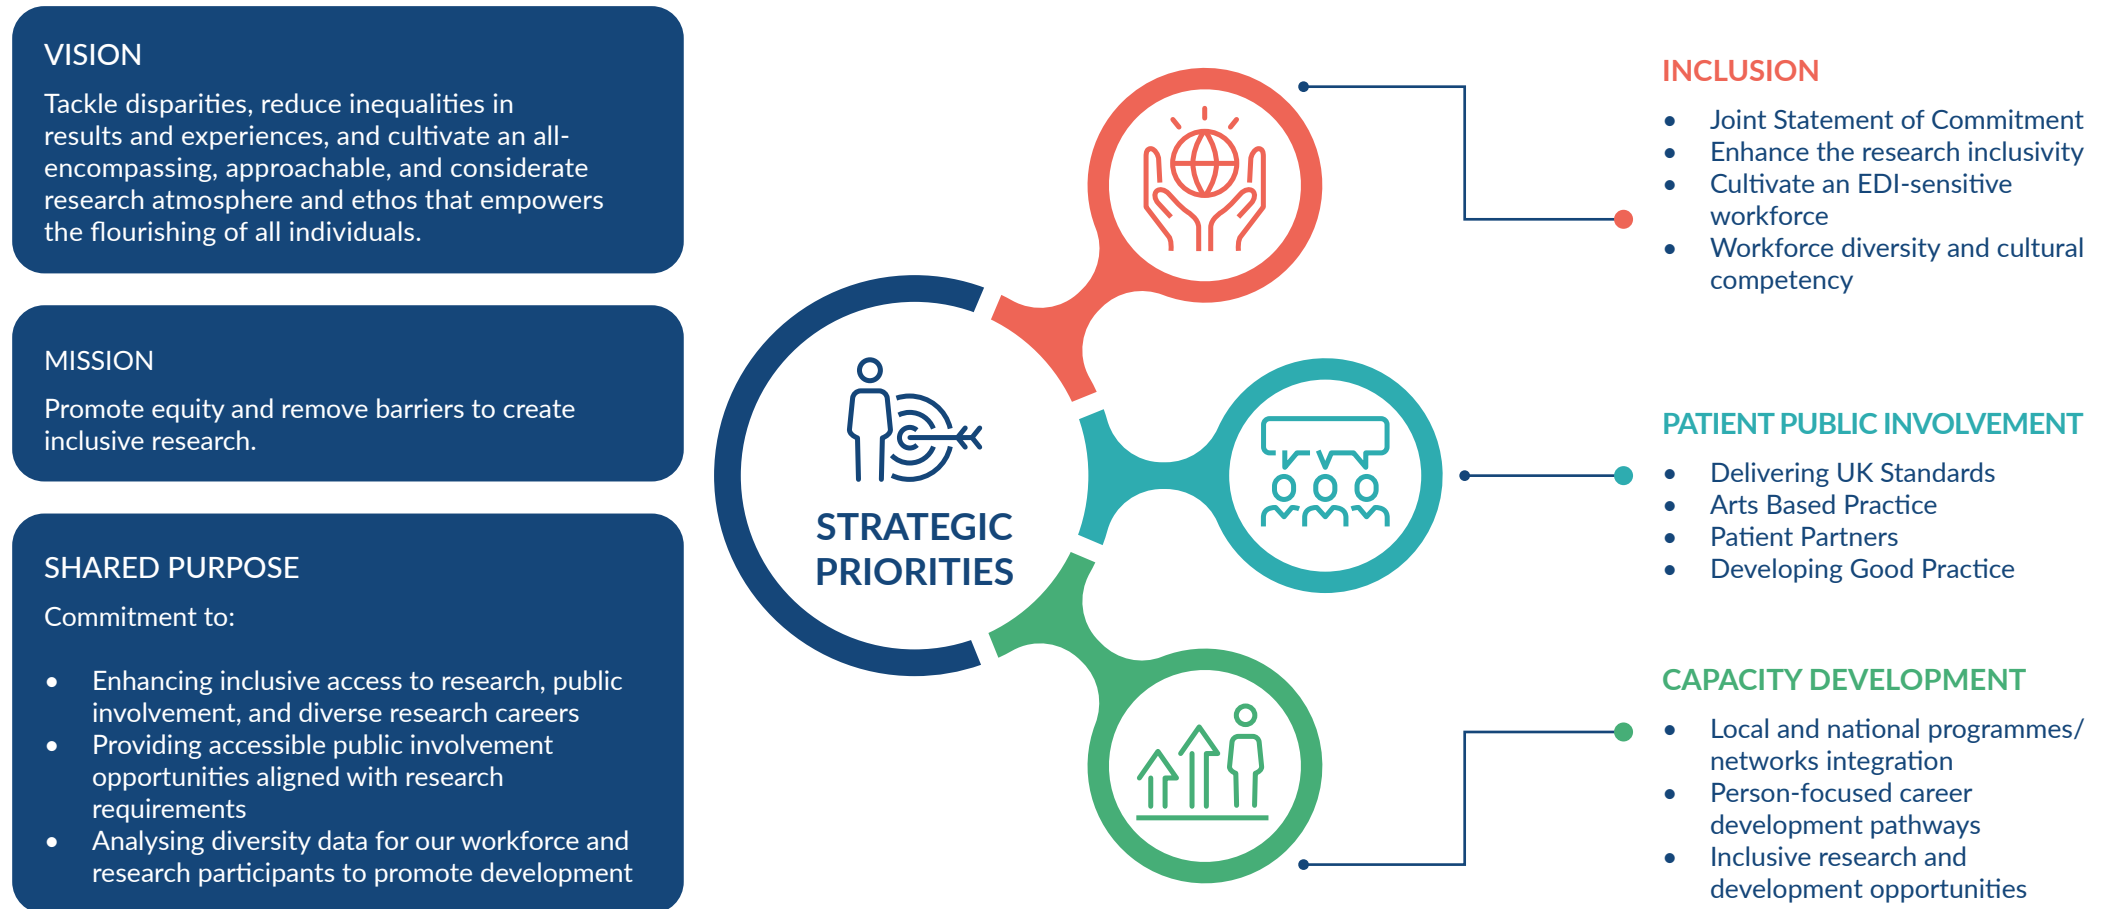 VISION
Tackle disparities, reduce inequalities in
results and experiences, and cultivate an all-
encompassing, approachable, and considerate
research atmosphere and ethos that empowers
the flourishing of all individuals.
MISSION
Promote equity and remove barriers to create
inclusive research.
SHARED PURPOSE
Commitment to:
• Enhancing inclusive access to research, public
involvement, and diverse research careers
• Providing accessible public involvement
opportunities aligned with research
requirements
• Analysing diversity data for our workforce and
research participants to promote development
STRATEGIC
PRIORITIES
INCLUSION
• Joint Statement of Commitment
• Enhance the research inclusivity
• Cultivate an EDI-sensitive
workforce
• Workforce diversity and cultural
competency
PATIENT PUBLIC INVOLVEMENT
• Delivering UK Standards
• Arts Based Practice
• Patient Partners
• Developing Good Practice
CAPACITY DEVELOPMENT
• Local and national programmes/
networks integration
• Person-focused career
development pathways
• Inclusive research and
development opportunities